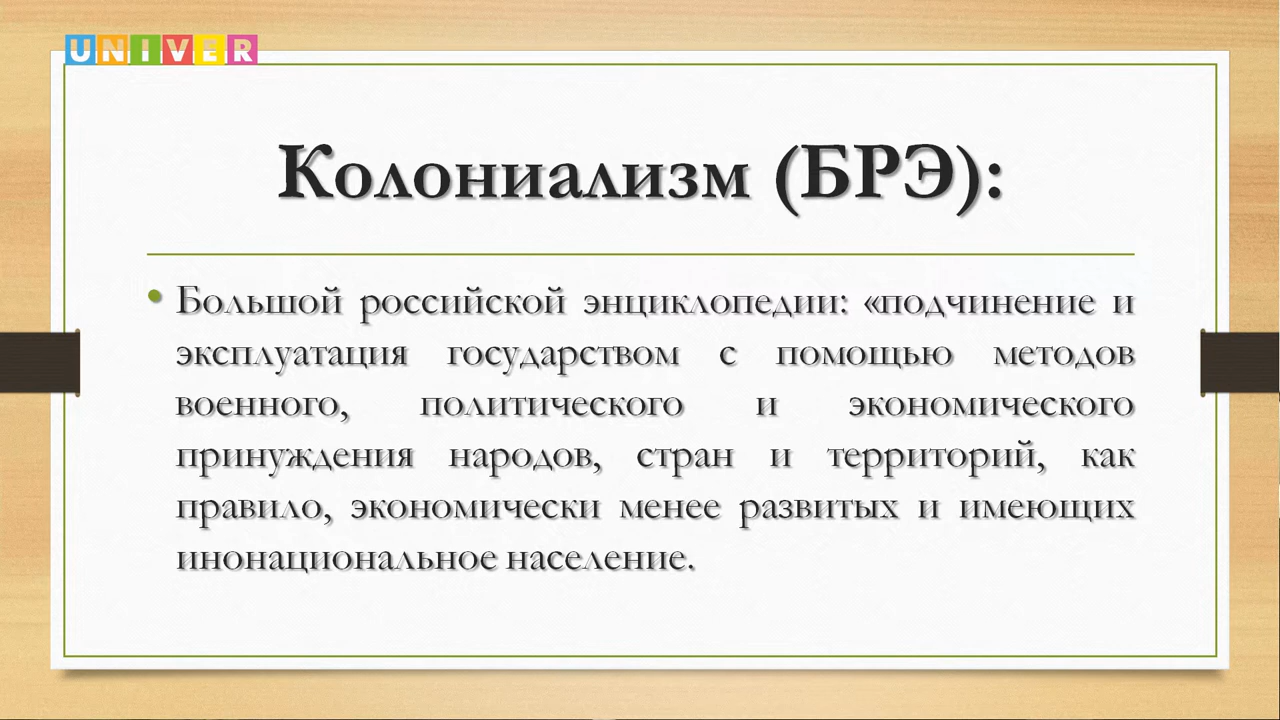 UNIVER
Колониализм (БРЭ):
• Большой российской энциклопедии: «подчинение и
эксплуатация государством с помощью методов
военного, политического и экономического
принуждения народов, стран и территорий, как
правило, экономически менее развитых и имеющих
инонациональное население.